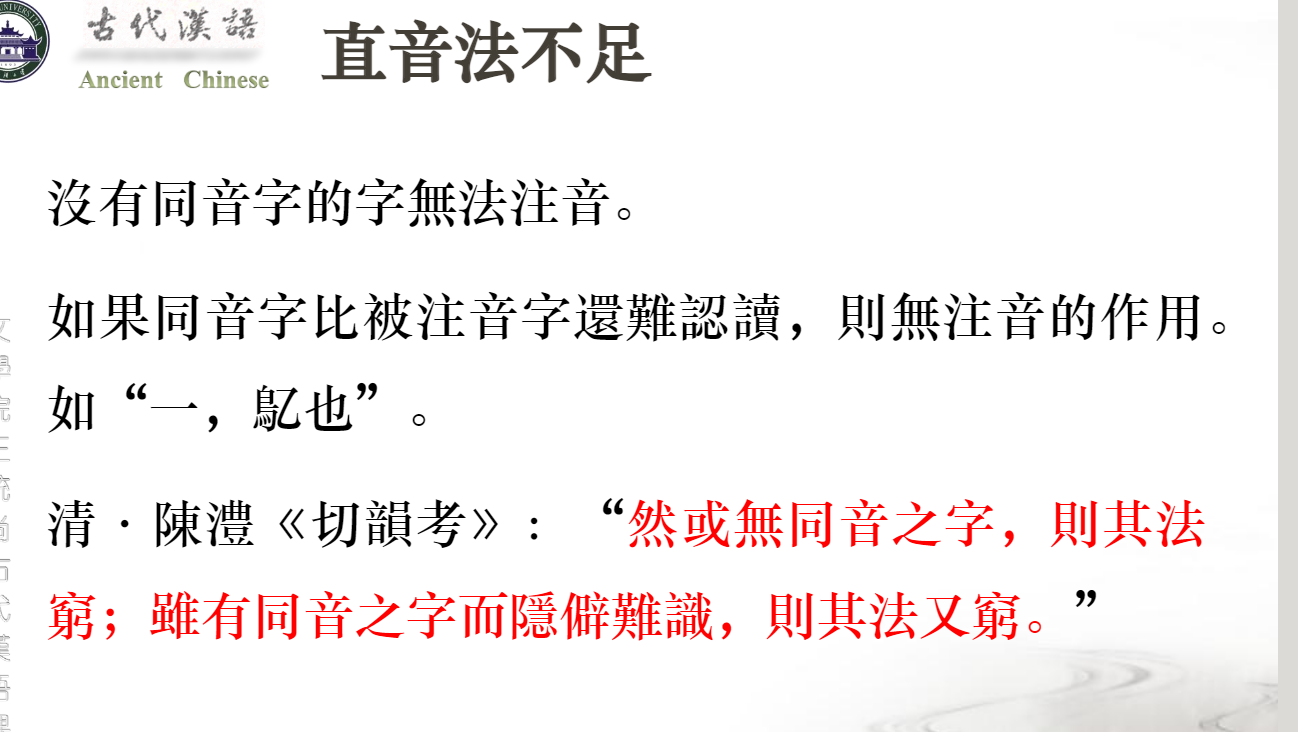 古代漢語
Ancient Chinese
直音法不足
沒有同音字的字無法注音。
如果同音字比被注音字還難認讀，則無注音的作用。
如“一，鳦也”。
清·陳澧《切韻考》：“然或無同音之字，則其法
窮；雖有同音之字而隱僻難識，則其法又窮。”